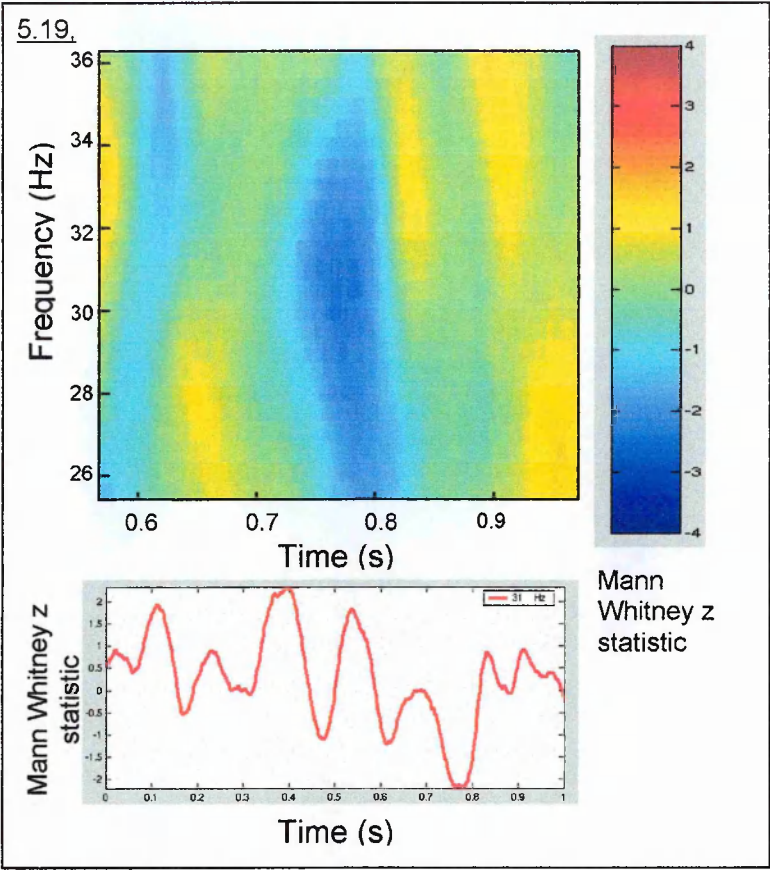 5.19,
36
34
32
30
28
26
Frequency (Hz)
0.6 0.7 0.8 0.9
Time (s)
4
3
2
1
0
-1
-2
-3
-4
Mann
Whitney z
statistic
31 Hz
2
1.5
1
0.5
0
-0.5
-1
-1.5
-2
Mann Whitney z
statistic
0 0.1 0.2 0.3 0.4 0.5 0.6 0.7 0.8 0.9 1
Time (s)